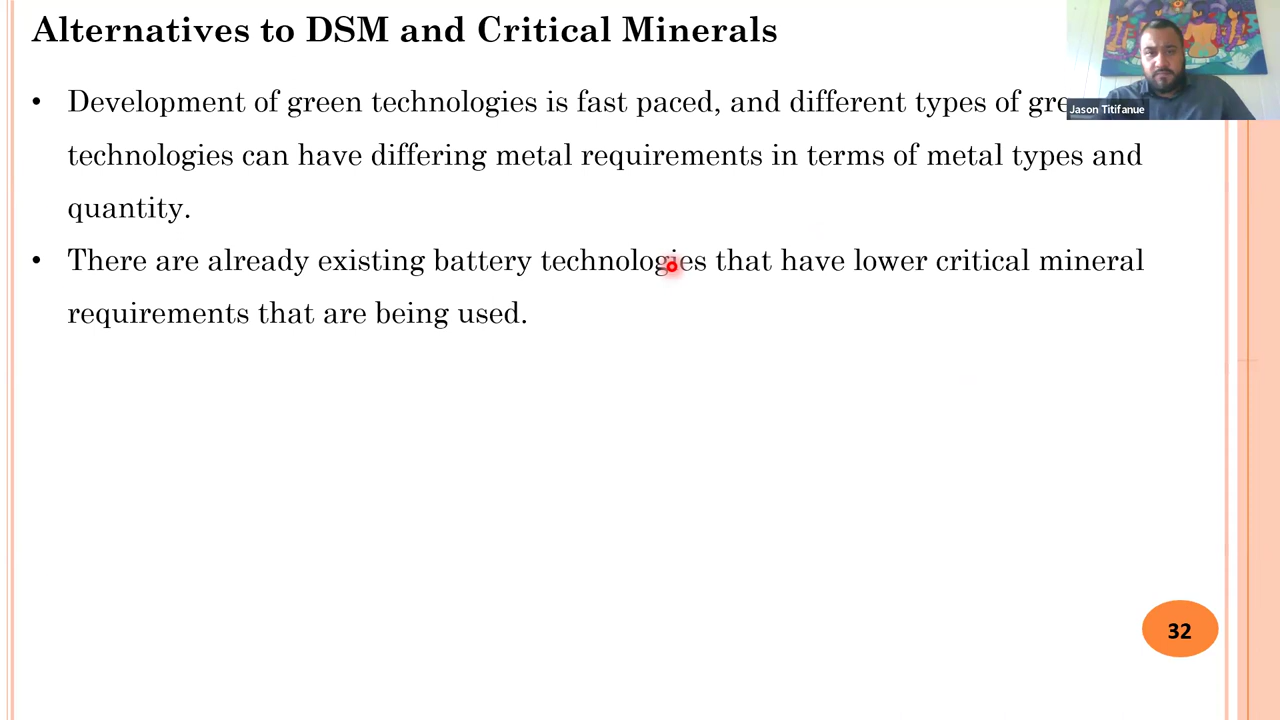 Alternatives to DSM and Critical Minerals
• Development of green technologies is fast paced, and different types of gre
Jason Titifanue
technologies can have differing metal requirements in terms of metal types and
quantity.
• There are already existing battery technologies that have lower critical mineral
requirements that are being used.
32